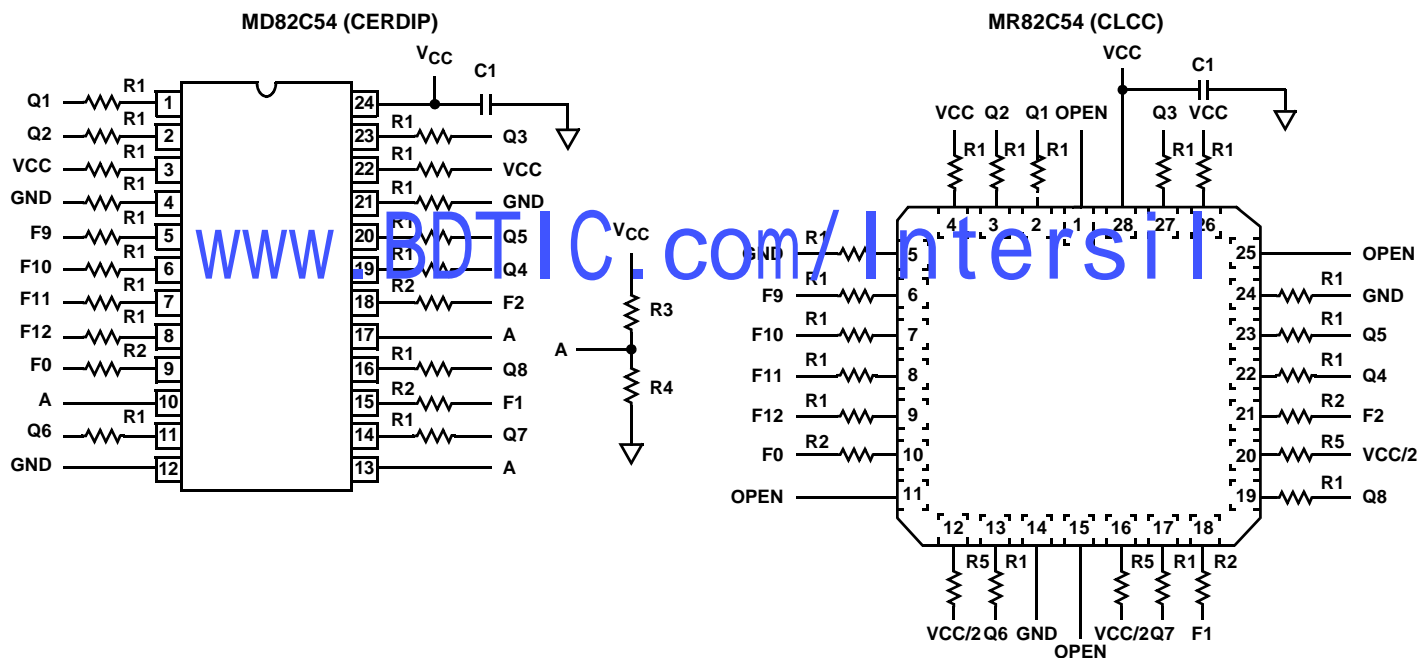 MD82C54 (CERDIP)
VCC
C1
Q1 R1 1
24
Q2 R1 2
23 R1 Q3
VCC R1 3
22 R1 VCC
GND R1 4
21 R1 GND
F9 R1 5
20 R1 Q5
F10 R1 6
19 R1 Q4
F11 R1 7
18 R2 F2
F12 R1 8
17 A
F0 R2 9
16 R1 Q8
A 10
15 R2 F1
Q6 R1 11
14 R1 Q7
GND 12
13 A
VCC
R3
A
R4
MR82C54 (CLCC)
VCC
C1
VCC Q2 Q1 OPEN Q3 VCC
R1 R1 R1 R1 R1
4 3 2 1 28 27 26
GND R1 5
25 OPEN
F9 R1 6
24 R1 GND
F10 R1 7
23 R1 Q5
F11 R1 8
22 R1 Q4
F12 R1 9
21 R2 F2
F0 R2 10
20 R5 VCC/2
OPEN 11
19 R1 Q8
12 13 14 15 16 17 18
R5 R1 R5 R1 R2
VCC/2 Q6 GND OPEN VCC/2 Q7 F1
www.BDTIC.com/Intersil